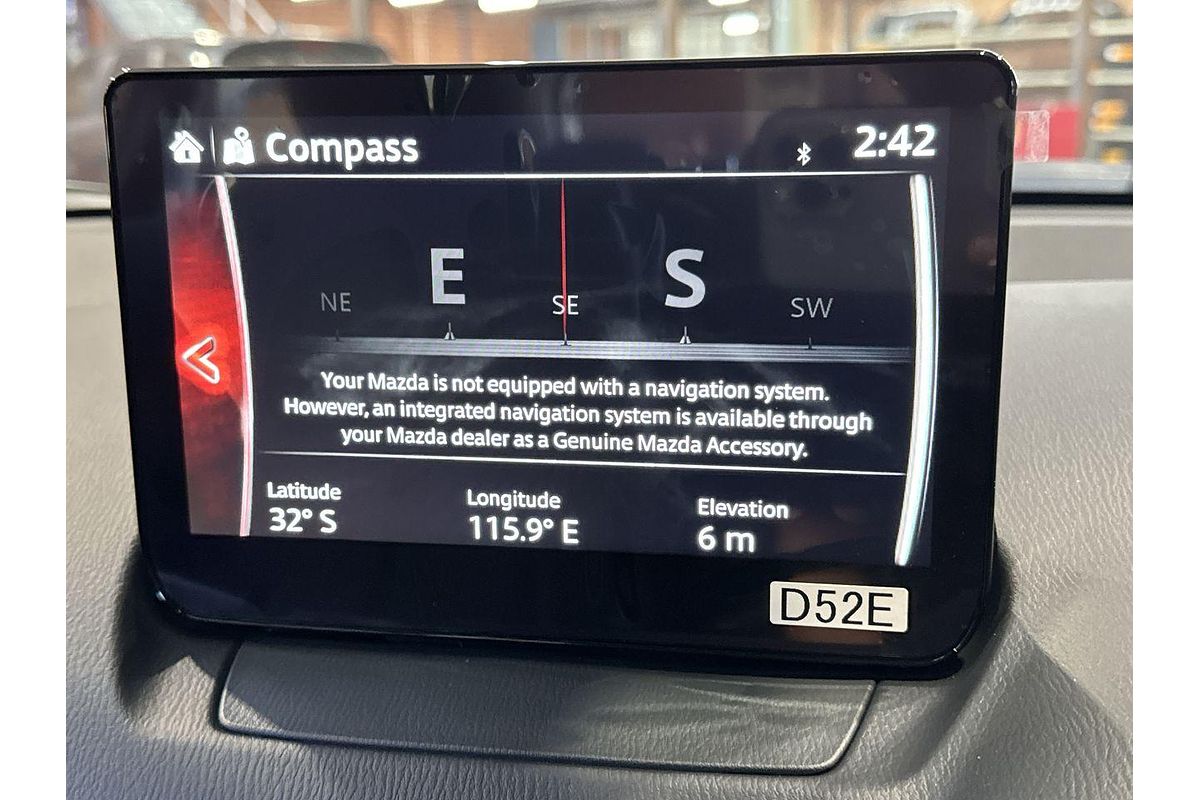 Compass
2:42
NE E SE S SW
Your Mazda is not equipped with a navigation system.
However, an integrated navigation system is available through
your Mazda dealer as a Genuine Mazda Accessory.
Latitude Longitude Elevation
32° S 115.9° E 6 m
D52E